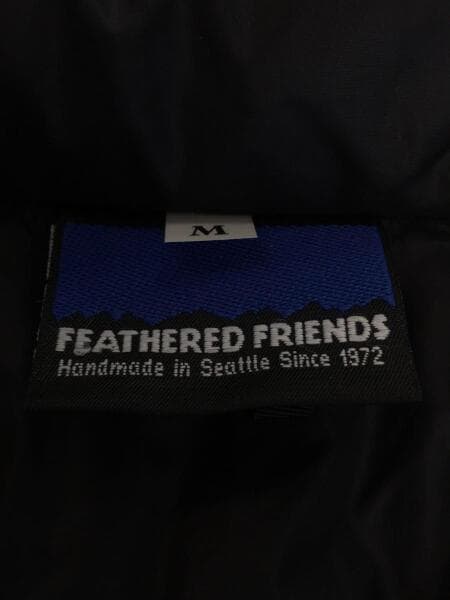 M
FEATHERED FRIENDS
Handmade in Seattle Since 1972